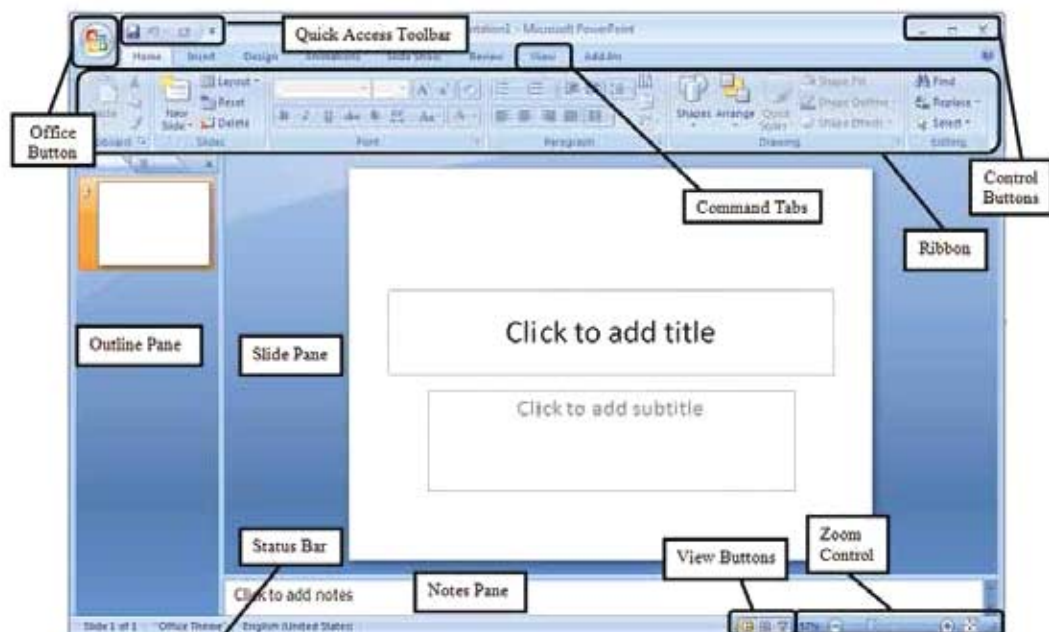 Quick Access Toolbar
Microsoft PowerPoint
Home Insert Design Animations Slide Show Review View Add-Ins
Layout
Reset
Delete
New Slide
Slides
Font
Paragraph
Shapes Arrange Quick Styles
Shape Fill
Shape Outline
Shape Effects
Drawing
Find
Replace
Select
Editing
Office Button
Control Buttons
Command Tabs
Ribbon
Outline Pane
Slide Pane
Click to add title
Click to add subtitle
Status Bar
View Buttons
Zoom Control
Notes Pane
Click to add notes
Slide 1 of 1 "Office Theme" English (United States)